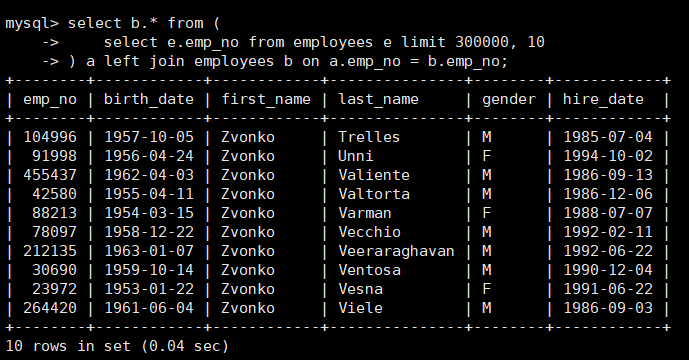 mysql> select b.* from (
    ->     select e.emp_no from employees e limit 300000, 10
    -> ) a left join employees b on a.emp_no = b.emp_no;
+--------+------------+------------+---------------+--------+------------+
| emp_no | birth_date | first_name | last_name     | gender | hire_date  |
+--------+------------+------------+---------------+--------+------------+
| 104996 | 1957-10-05 | Zvonko     | Trelles       | M      | 1985-07-04 |
|  91998 | 1956-04-24 | Zvonko     | Unni          | F      | 1994-10-02 |
| 455437 | 1962-04-03 | Zvonko     | Valiente      | M      | 1986-09-13 |
|  42580 | 1955-04-11 | Zvonko     | Valtorta      | M      | 1986-12-06 |
|  88213 | 1954-03-15 | Zvonko     | Varman        | F      | 1988-07-07 |
|  78097 | 1958-12-22 | Zvonko     | Vecchio       | M      | 1992-02-11 |
| 212135 | 1963-01-07 | Zvonko     | Veeraraghavan | M      | 1992-06-22 |
|  30690 | 1959-10-14 | Zvonko     | Ventosa       | M      | 1990-12-04 |
|  23972 | 1953-01-22 | Zvonko     | Vesna         | F      | 1991-06-22 |
| 264420 | 1961-06-04 | Zvonko     | Viele         | M      | 1986-09-03 |
+--------+------------+------------+---------------+--------+------------+
10 rows in set (0.04 sec)